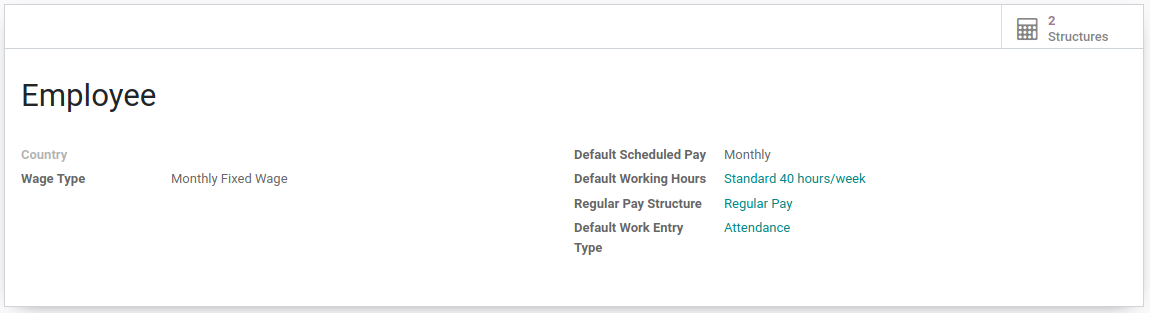 2
Structures
Employee
Country
Wage Type Monthly Fixed Wage
Default Scheduled Pay Monthly
Default Working Hours Standard 40 hours/week
Regular Pay Structure Regular Pay
Default Work Entry Attendance
Type